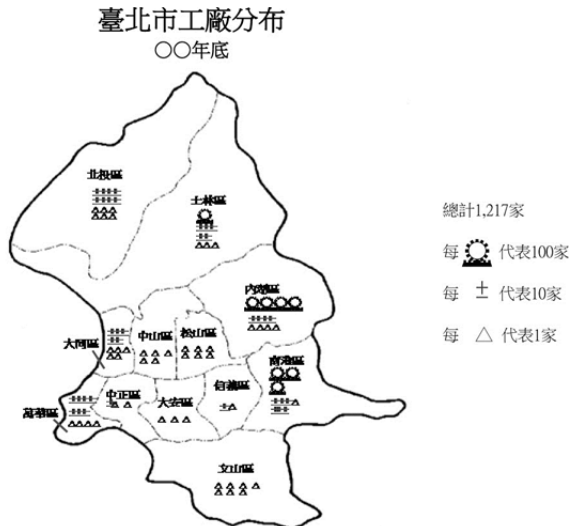 臺北市工廠分布
〇〇年底
北投區
士林區
內湖區
大同區
中山區
松山區
南港區
萬華區
中正區
大安區
信義區
文山區
總計1,217家
每 代表100家
每 代表10家
每 代表1家